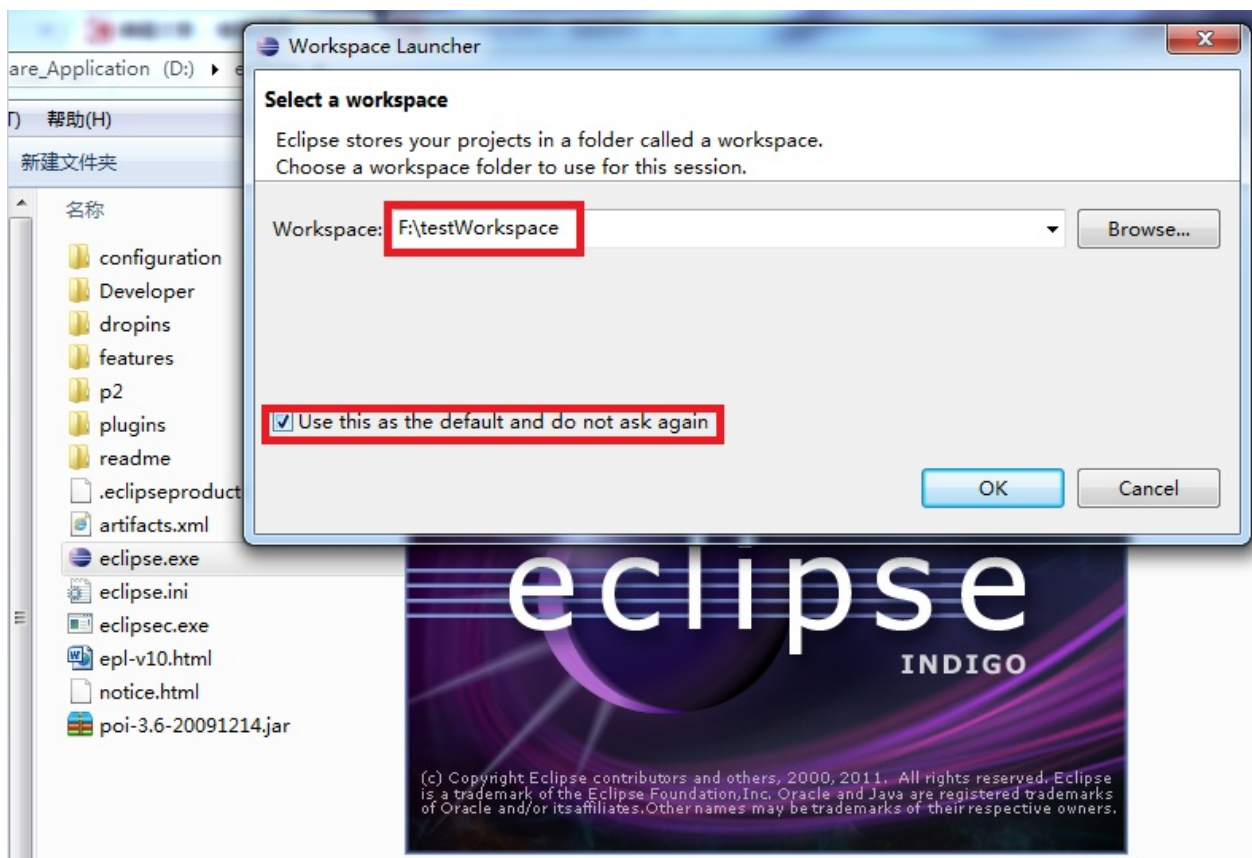 Workspace Launcher
are_Application (D:)
Select a workspace
T) 帮助(H)
Eclipse stores your projects in a folder called a workspace.
新建文件夹
Choose a workspace folder to use for this session.
名称
Workspace: F:\testWorkspace Browse...
configuration
Developer
dropins
features
p2
plugins
Use this as the default and do not ask again
readme
.eclipseproduct
OK Cancel
artifacts.xml
eclipse.exe
eclipse
eclipse.ini
eclipsec.exe
epl-v10.html
INDIGO
notice.html
poi-3.6-20091214.jar
(c) Copyright Eclipse contributors and others, 2000, 2011. All rights reserved. Eclipse
is a trademark of the Eclipse Foundation,Inc. Oracle and Java are registered trademarks
of Oracle and/or itsaffiliates.Other names may be trademarks of their respective owners.